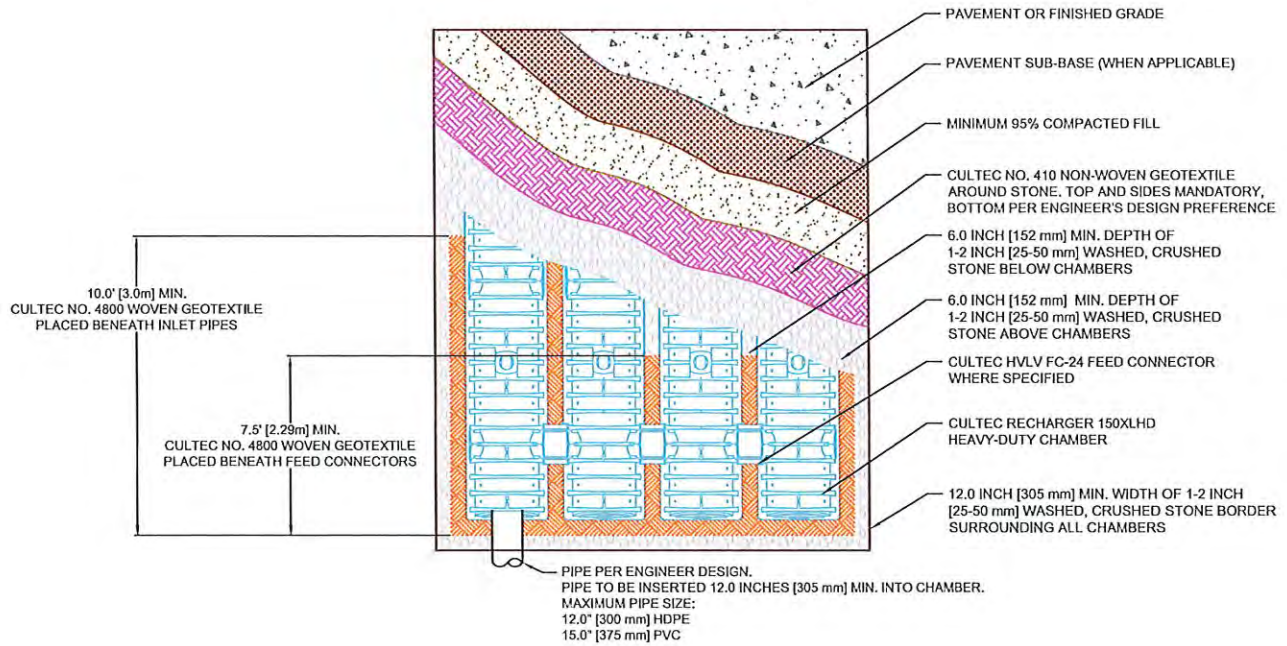 PAVEMENT OR FINISHED GRADE
PAVEMENT SUB-BASE (WHEN APPLICABLE)
MINIMUM 95% COMPACTED FILL
CULTEC NO. 410 NON-WOVEN GEOTEXTILE
AROUND STONE. TOP AND SIDES MANDATORY,
BOTTOM PER ENGINEER'S DESIGN PREFERENCE
6.0 INCH [152 mm] MIN. DEPTH OF
1-2 INCH [25-50 mm] WASHED, CRUSHED
STONE BELOW CHAMBERS
6.0 INCH [152 mm] MIN. DEPTH OF
1-2 INCH [25-50 mm] WASHED, CRUSHED
STONE ABOVE CHAMBERS
CULTEC HVLV FC-24 FEED CONNECTOR
WHERE SPECIFIED
CULTEC RECHARGER 150XLHD
HEAVY-DUTY CHAMBER
12.0 INCH [305 mm] MIN. WIDTH OF 1-2 INCH
[25-50 mm] WASHED, CRUSHED STONE BORDER
SURROUNDING ALL CHAMBERS
10.0' [3.0m] MIN.
CULTEC NO. 4800 WOVEN GEOTEXTILE
PLACED BENEATH INLET PIPES
7.5' [2.29m] MIN.
CULTEC NO. 4800 WOVEN GEOTEXTILE
PLACED BENEATH FEED CONNECTORS
PIPE PER ENGINEER DESIGN.
PIPE TO BE INSERTED 12.0 INCHES [305 mm] MIN. INTO CHAMBER.
MAXIMUM PIPE SIZE:
12.0" [300 mm] HDPE
15.0" [375 mm] PVC